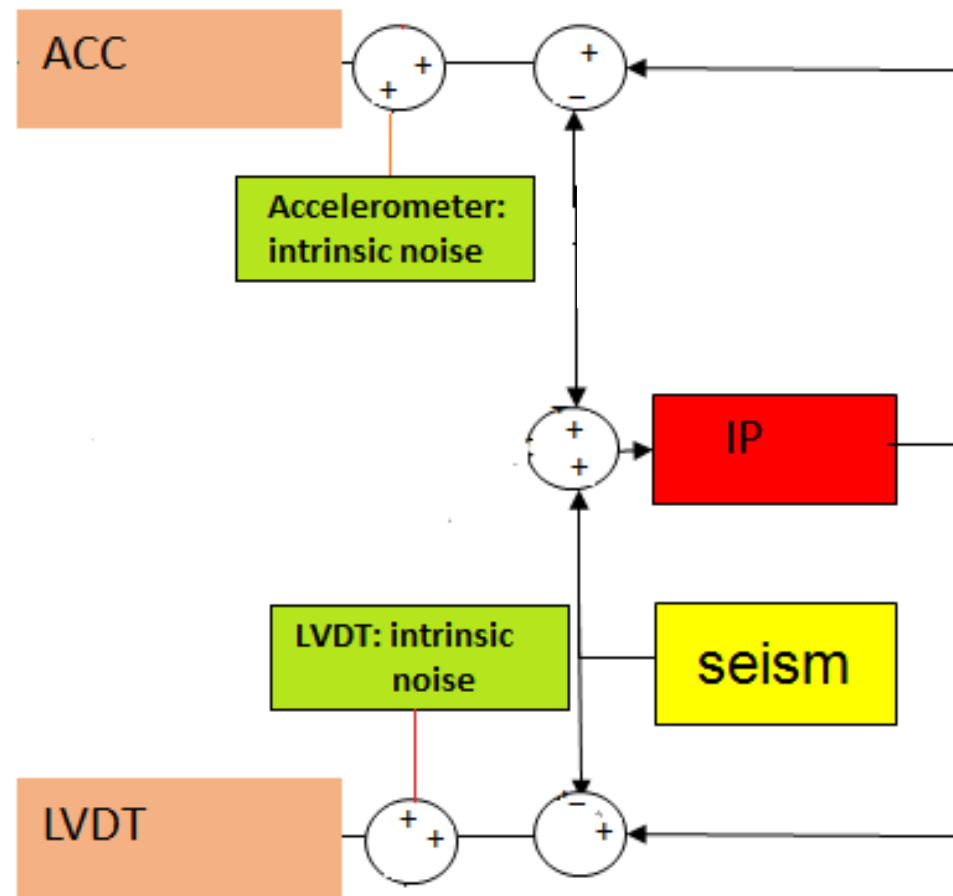 ACC
+
+
+
−
Accelerometer:
intrinsic noise
+
+
IP
LVDT: intrinsic
noise
seism
LVDT
+
+
−
+